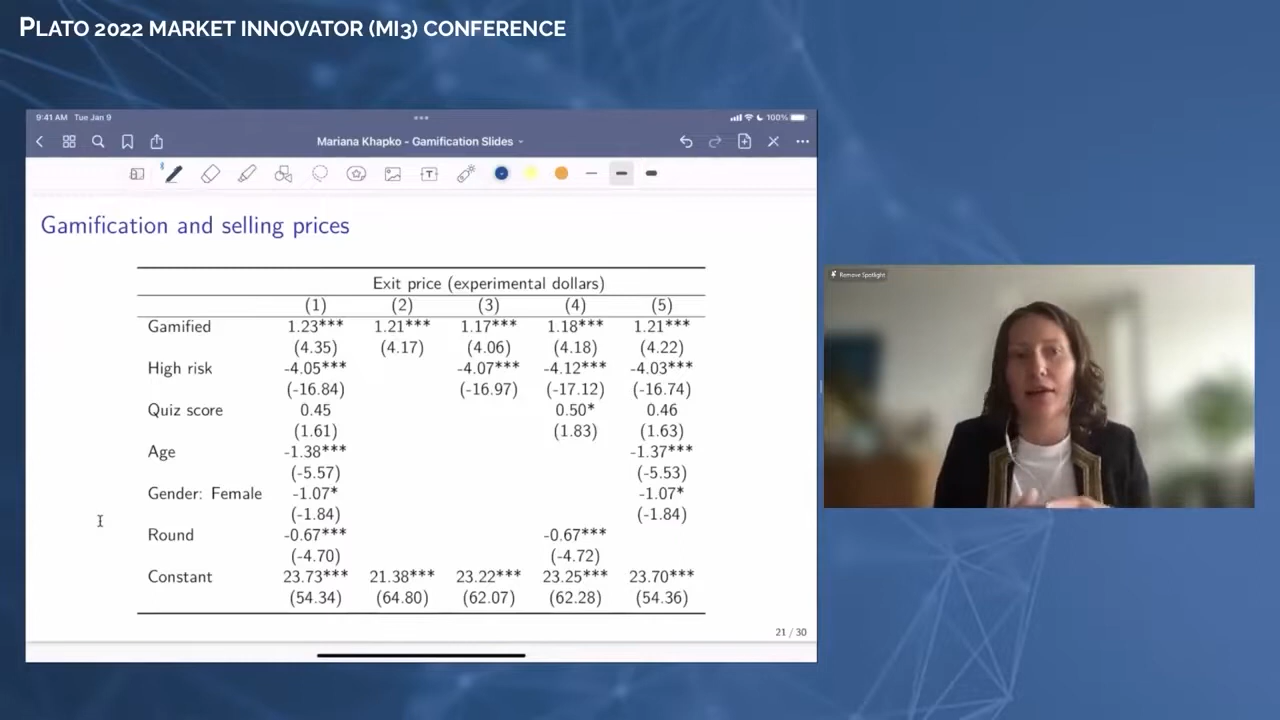 PLATO 2022 MARKET INNOVATOR (MI3) CONFERENCE
9:41 AM Tue Jan 9
100%
Mariana Khapko - Gamification Slides
Gamification and selling prices
Exit price (experimental dollars)
(1) (2) (3) (4) (5)
Gamified 1.23*** 1.21*** 1.17*** 1.18*** 1.21***
(4.35) (4.17) (4.06) (4.18) (4.22)
High risk -4.05*** -4.07*** -4.12*** -4.03***
(-16.84) (-16.97) (-17.12) (-16.74)
Quiz score 0.45 0.50* 0.46
(1.61) (1.83) (1.63)
Age -1.38*** -1.37***
(-5.57) (-5.53)
Gender: Female -1.07* -1.07*
(-1.84) (-1.84)
Round -0.67*** -0.67***
(-4.70) (-4.72)
Constant 23.73*** 21.38*** 23.22*** 23.25*** 23.70***
(54.34) (64.80) (62.07) (62.28) (54.36)
21 / 30
Remove Spotlight